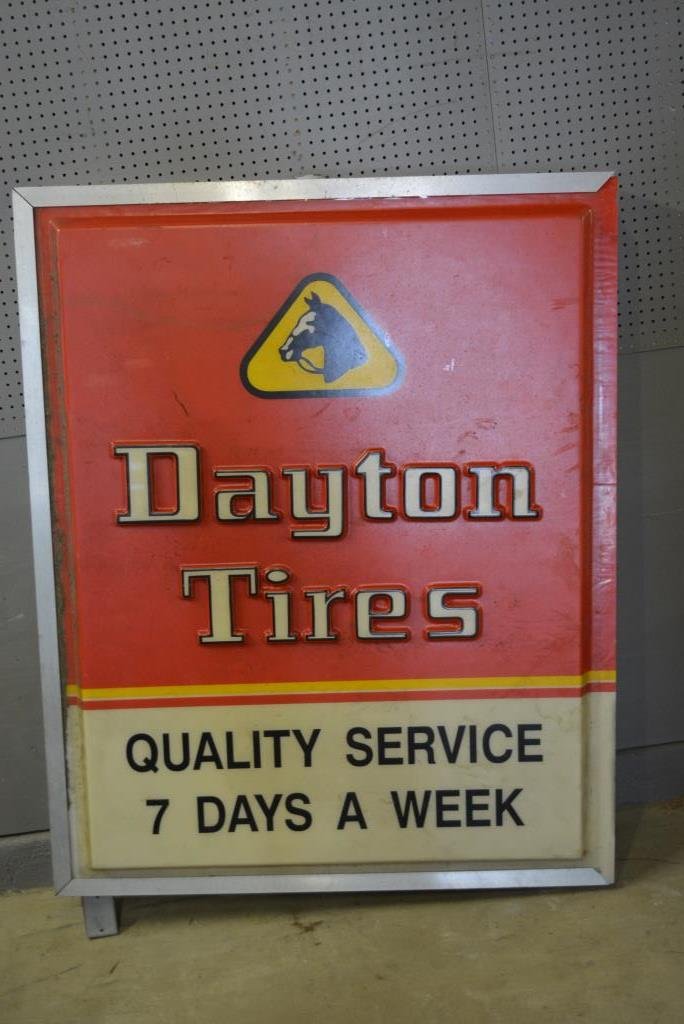 Dayton
Tires
QUALITY SERVICE
7 DAYS A WEEK